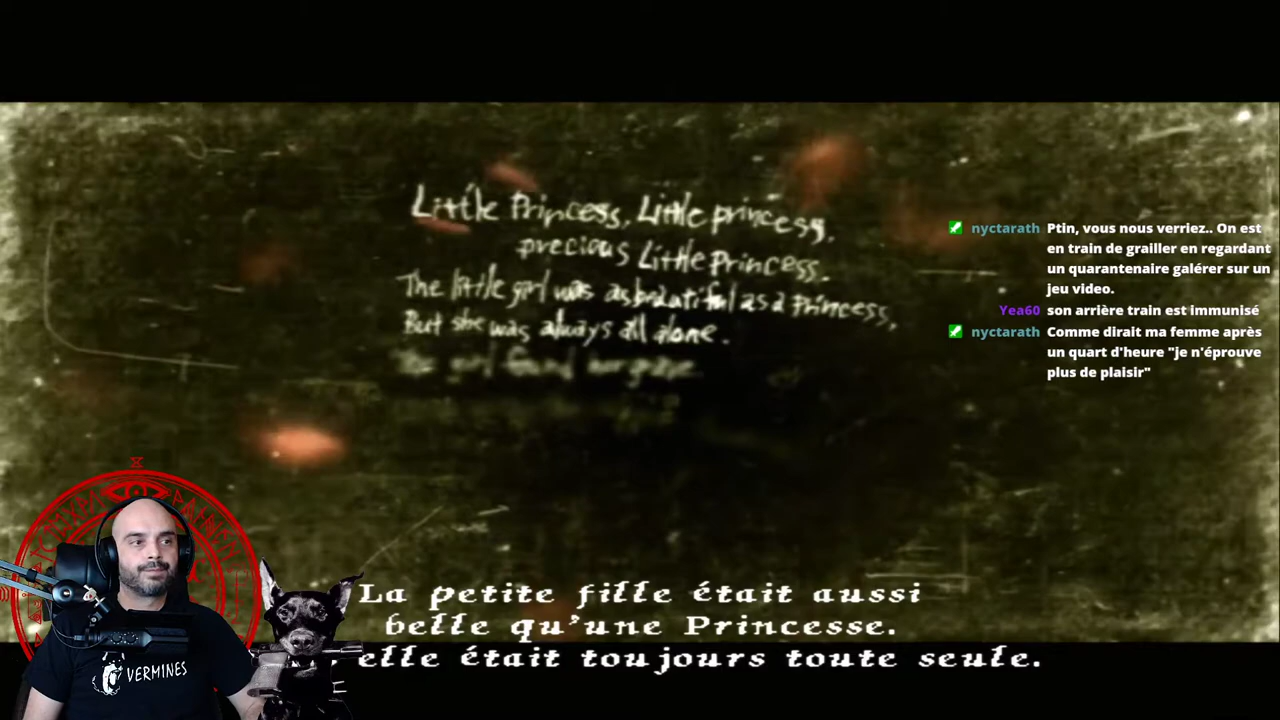 Little Princess, Little princess,
precious Little Princess.
The little girl was as beautiful as a Princess,
But she was always all alone.
nyctarath Ptin, vous nous verriez.. On est
en train de grailler en regardant
un quarantenaire galérer sur un
jeu video.
Yea60 son arrière train est immunisé
nyctarath Comme dirait ma femme après
un quart d'heure "je n'éprouve
plus de plaisir"
VERMINES
La petite fille était aussi
belle qu'une Princesse.
elle était toujours toute seule.